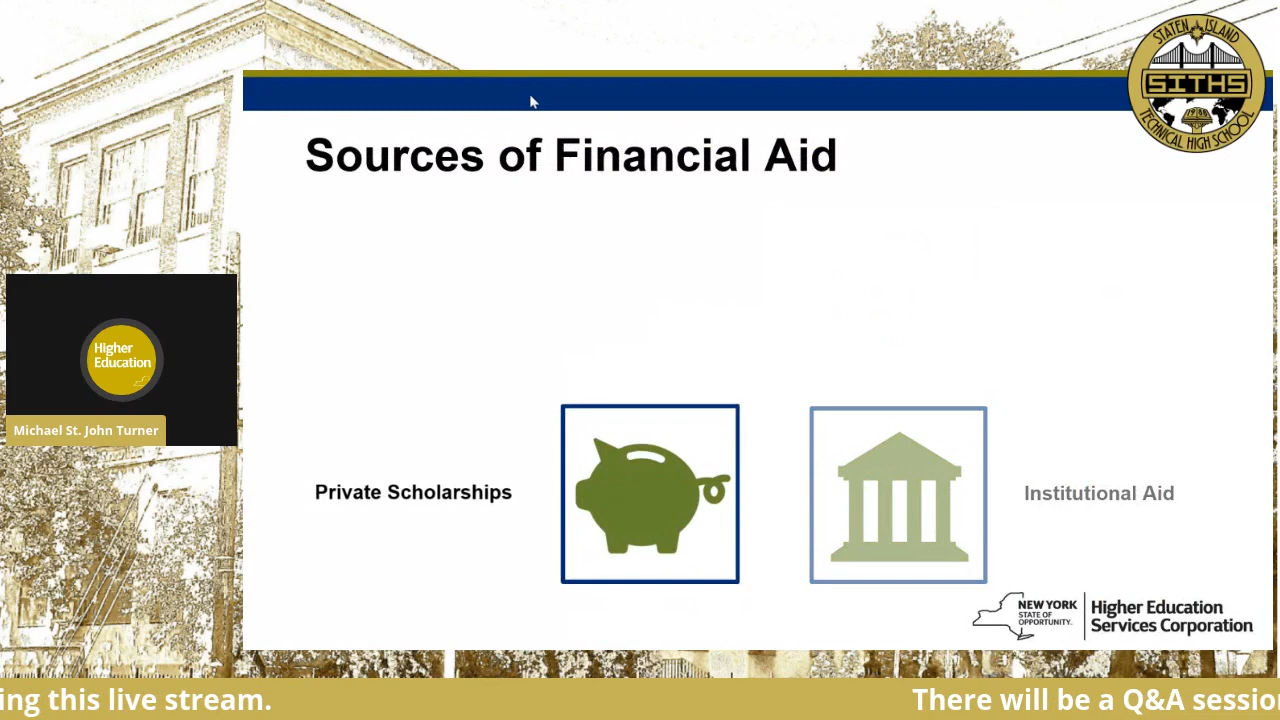 STATEN ISLAND
SITHS
TECHNICAL HIGH SCHOOL
Sources of Financial Aid
Higher
Education
Michael St. John Turner
Private Scholarships
Institutional Aid
NEW YORK
STATE OF
OPPORTUNITY.
Higher Education
Services Corporation
ing this live stream.
There will be a Q&A session